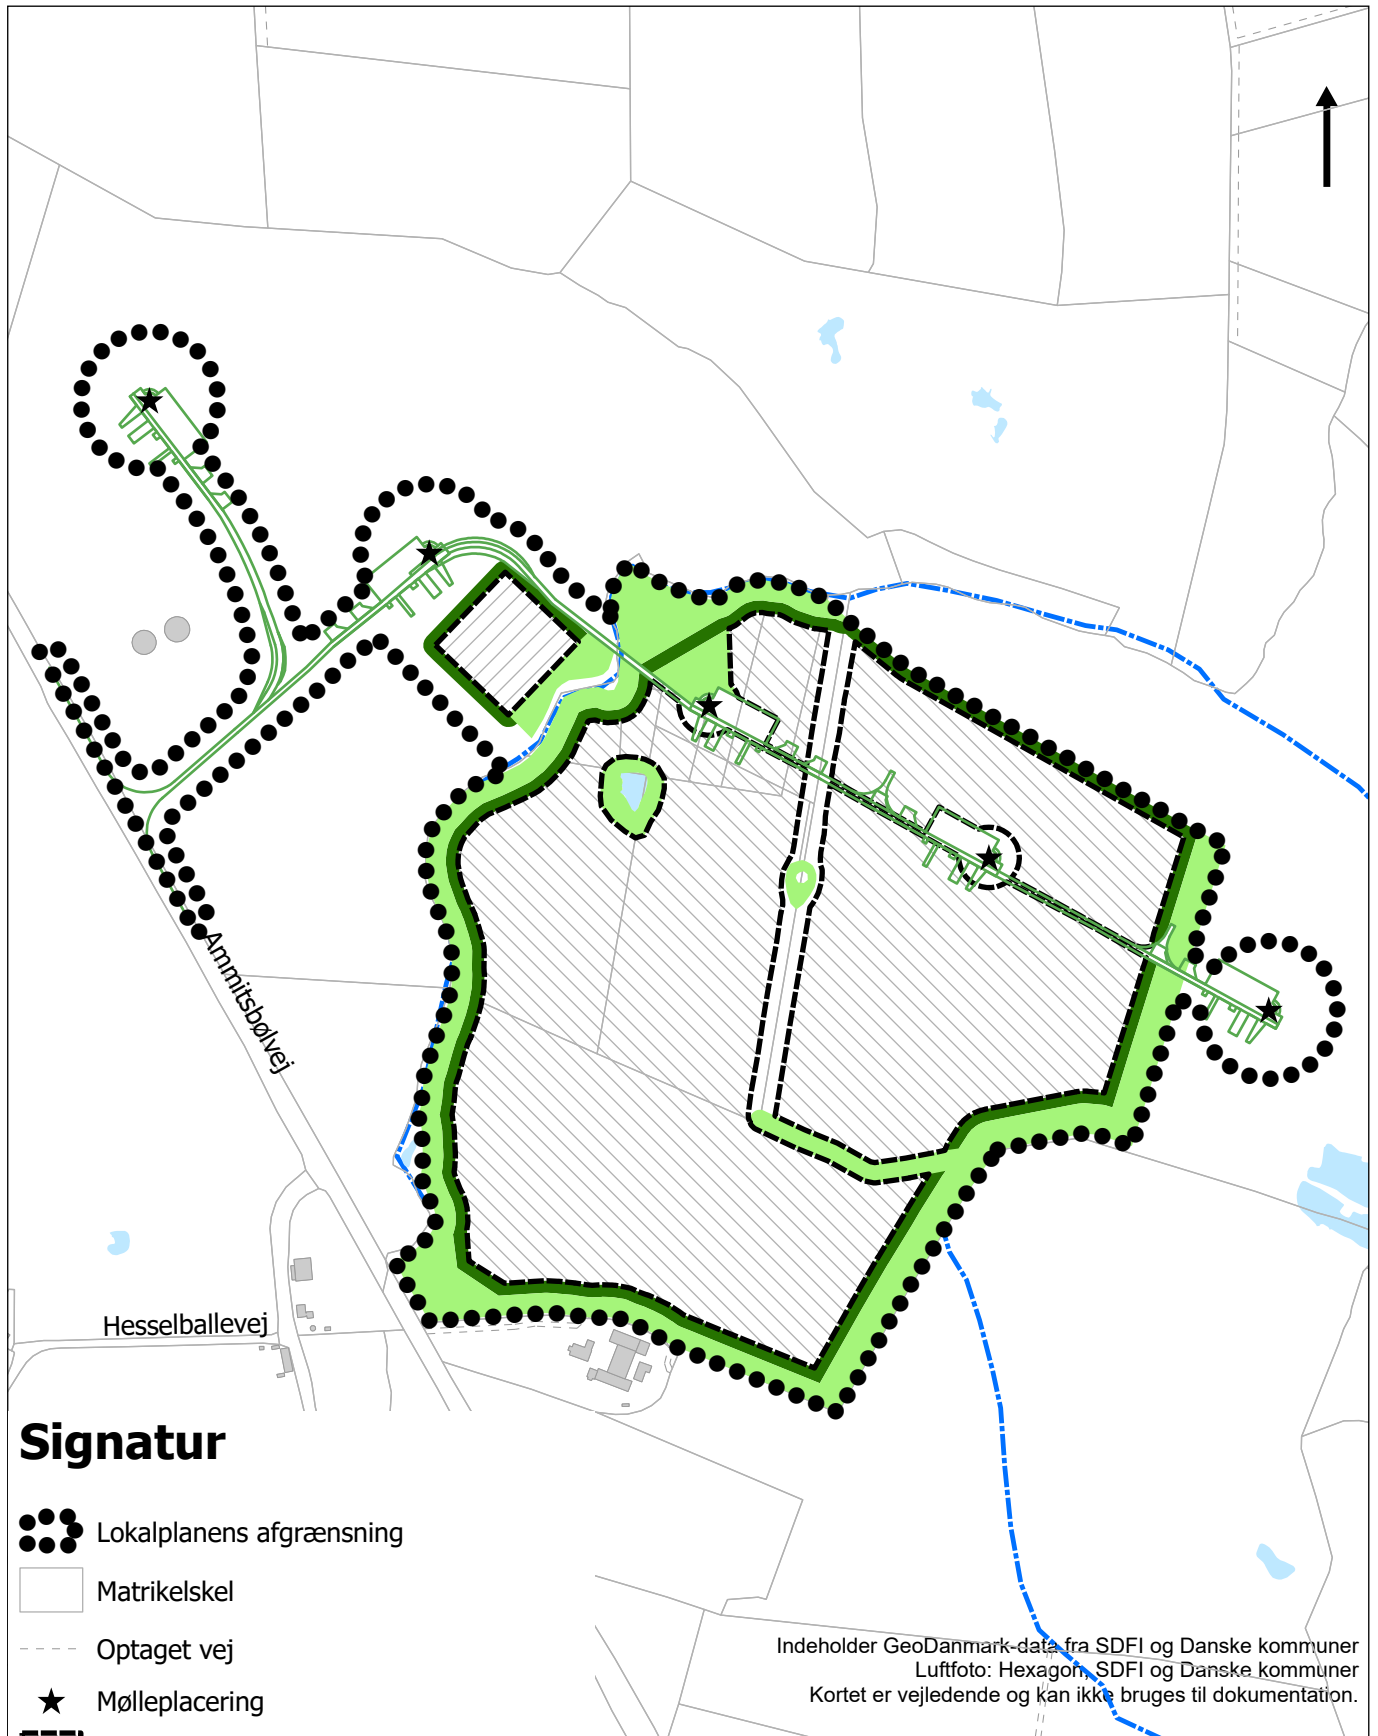 Ammitsbølvej
Hesselballevej
Signatur
Lokalplanens afgrænsning
Matrikelskel
Optaget vej
Mølleplacering
Indeholder GeoDanmark-data fra SDFI og Danske kommuner
Luftfoto: Hexagon, SDFI og Danske kommuner
Kortet er vejledende og kan ikke bruges til dokumentation.